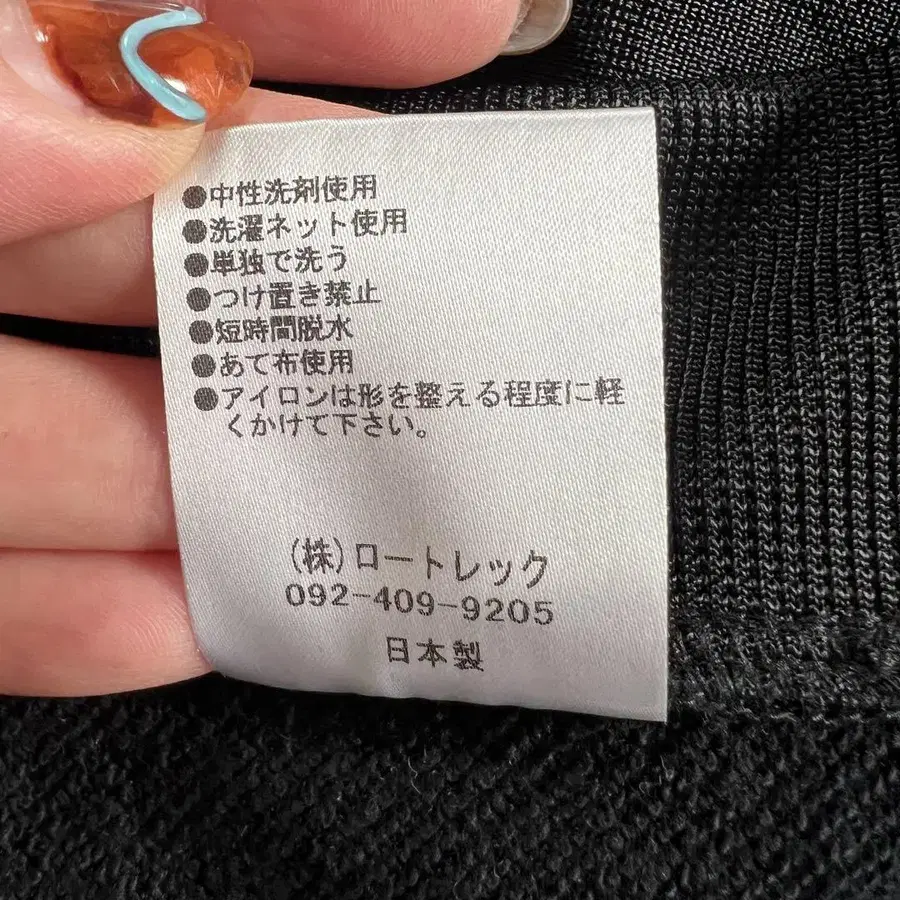 ●中性洗剤使用
●洗濯ネット使用
●単独で洗う
●つけ置き禁止
●短時間脱水
●あて布使用
●アイロンは形を整える程度に軽
くかけて下さい。
(株)ロートレック
092-409-9205
日本製